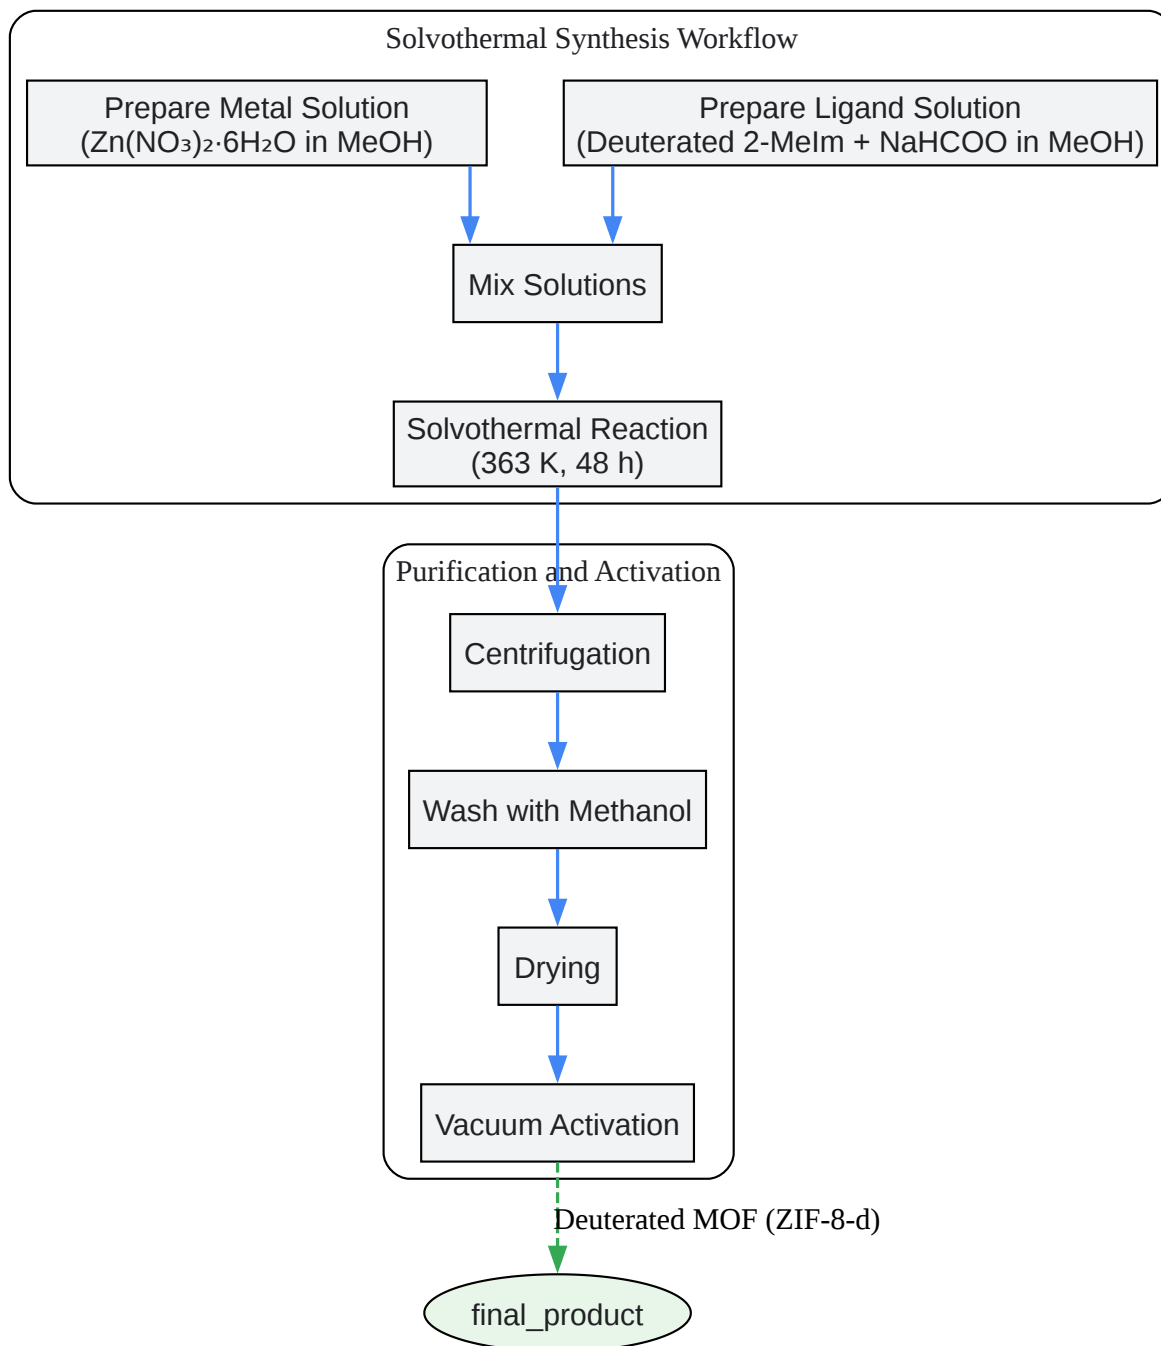 Solvothermal Synthesis Workflow
Prepare Metal Solution
(Zn(NO₃)₂·6H₂O in MeOH)
Prepare Ligand Solution
(Deuterated 2-MeIm + NaHCOO in MeOH)
Mix Solutions
Solvothermal Reaction
(363 K, 48 h)
Purification and Activation
Centrifugation
Wash with Methanol
Drying
Vacuum Activation
Deuterated MOF (ZIF-8-d)
final_product